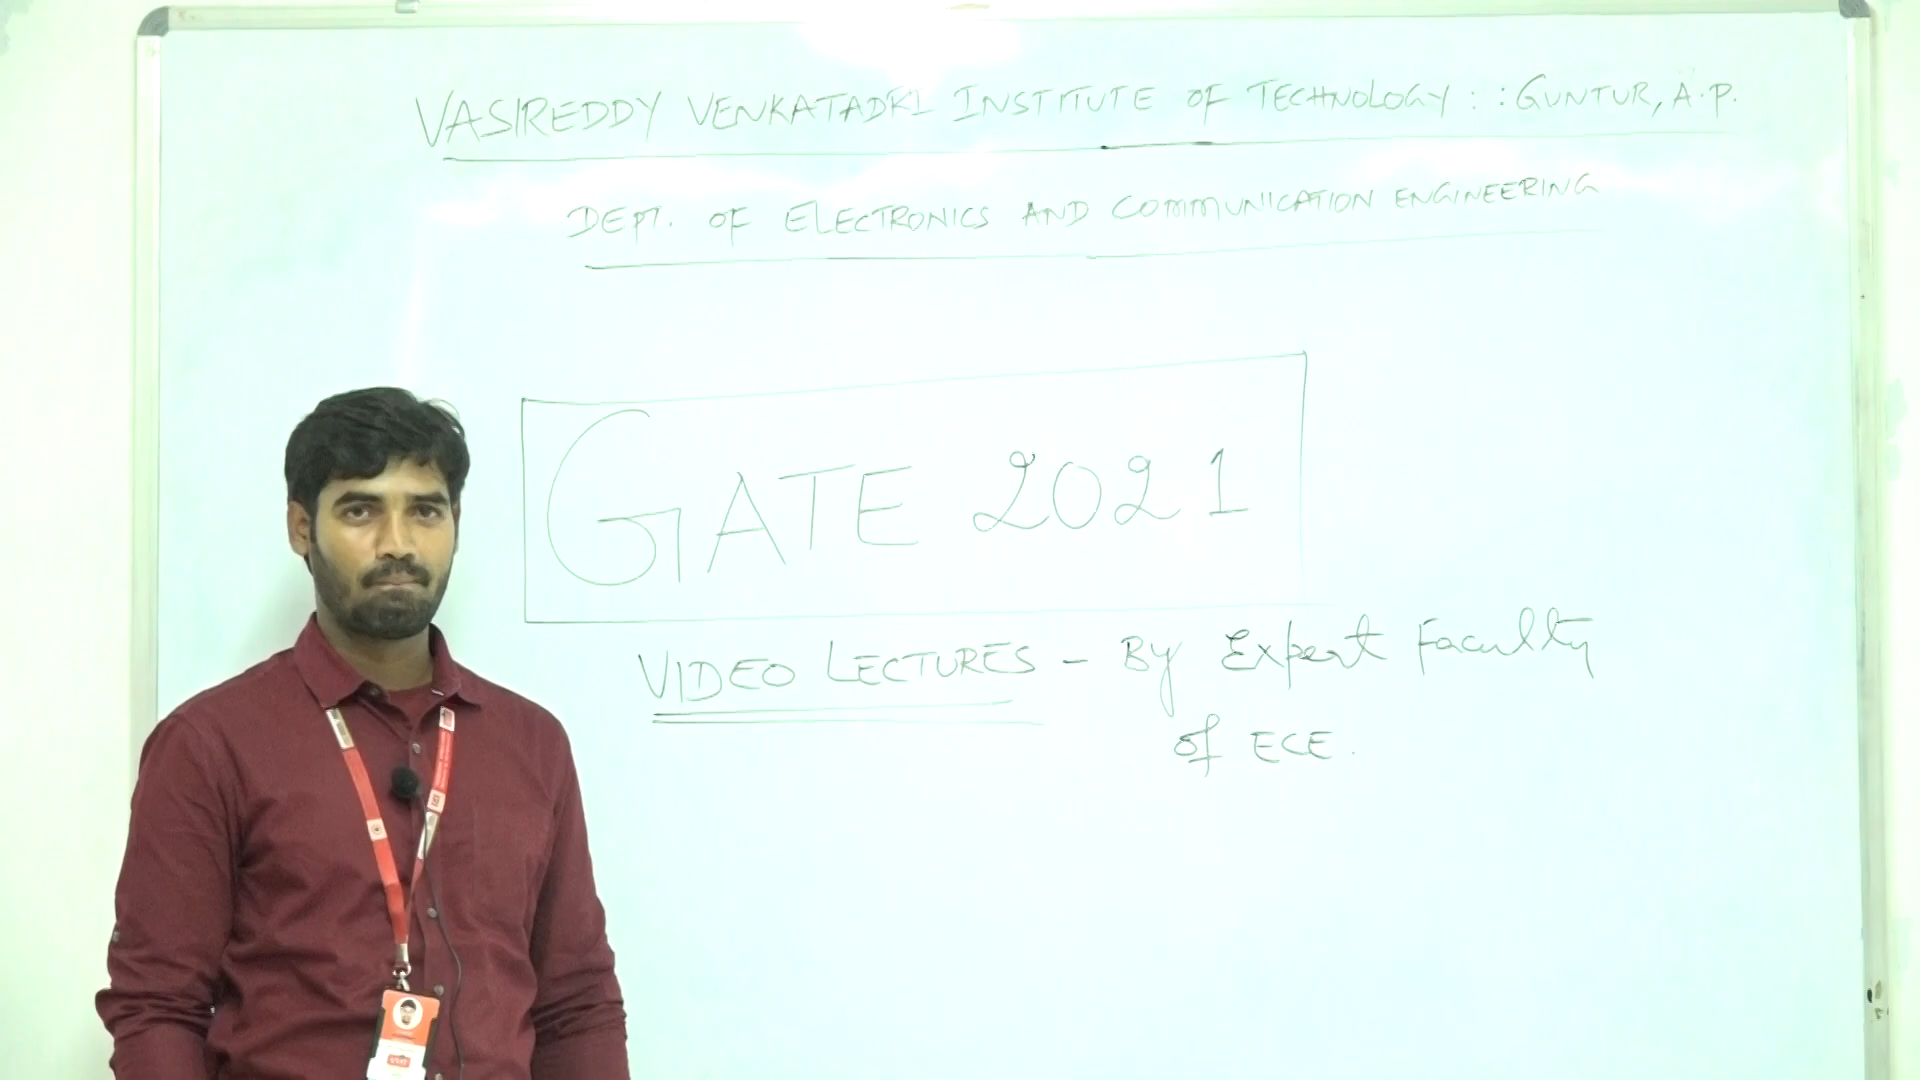 VASIREDDY VENKATADRI INSTITUTE OF TECHNOLOGY :: GUNTUR, A.P.
DEPT. OF ELECTRONICS AND COMMUNICATION ENGINEERING
GATE 2021
VIDEO LECTURES - By Expert Faculty
of ECE.